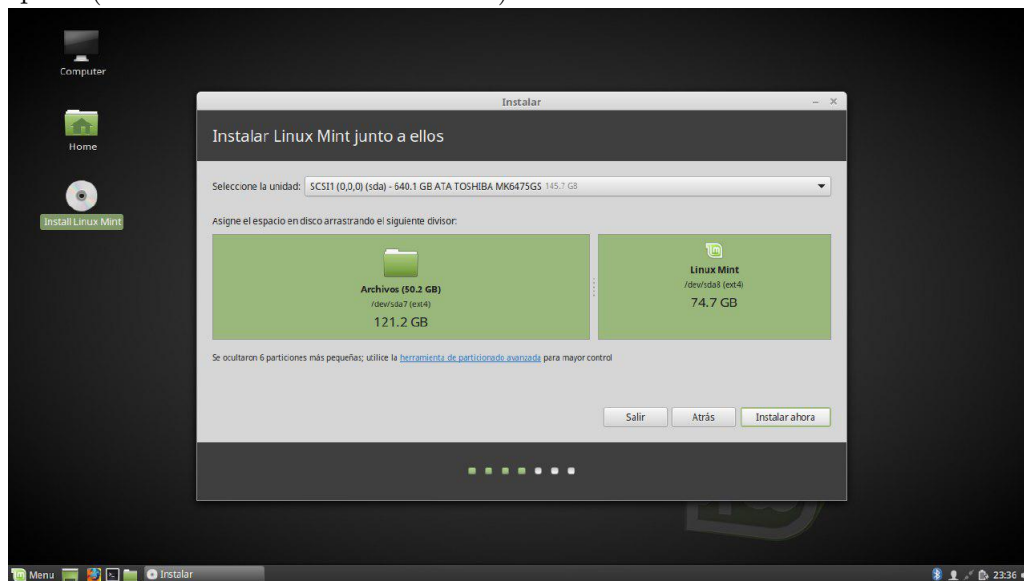 Computer
Home
Install Linux Mint
Instalar
Instalar Linux Mint junto a ellos
Seleccione la unidad: SCSI1 (0,0,0) (sda) - 640.1 GB ATA TOSHIBA MK6475GS 145.7 GB
Asigne el espacio en disco arrastrando el siguiente divisor:
Archivos (50.2 GB)
/dev/sda7 (ext4)
121.2 GB
Linux Mint
/dev/sda8 (ext4)
74.7 GB
Se ocultaron 6 particiones más pequeñas; utilice la herramienta de particionado avanzada para mayor control
Salir Atrás Instalar ahora
Menu Instalar 23:36